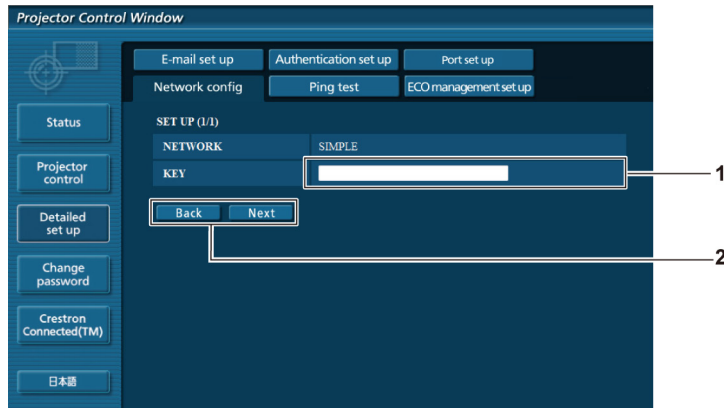 Projector Control Window
E-mail set up
Authentication set up
Port set up
Network config
Ping test
ECO management set up
Status
Projector
control
Detailed
set up
Change
password
Crestron
Connected(TM)
日本語
SET UP (1/1)
NETWORK SIMPLE
KEY
Back Next
1
2